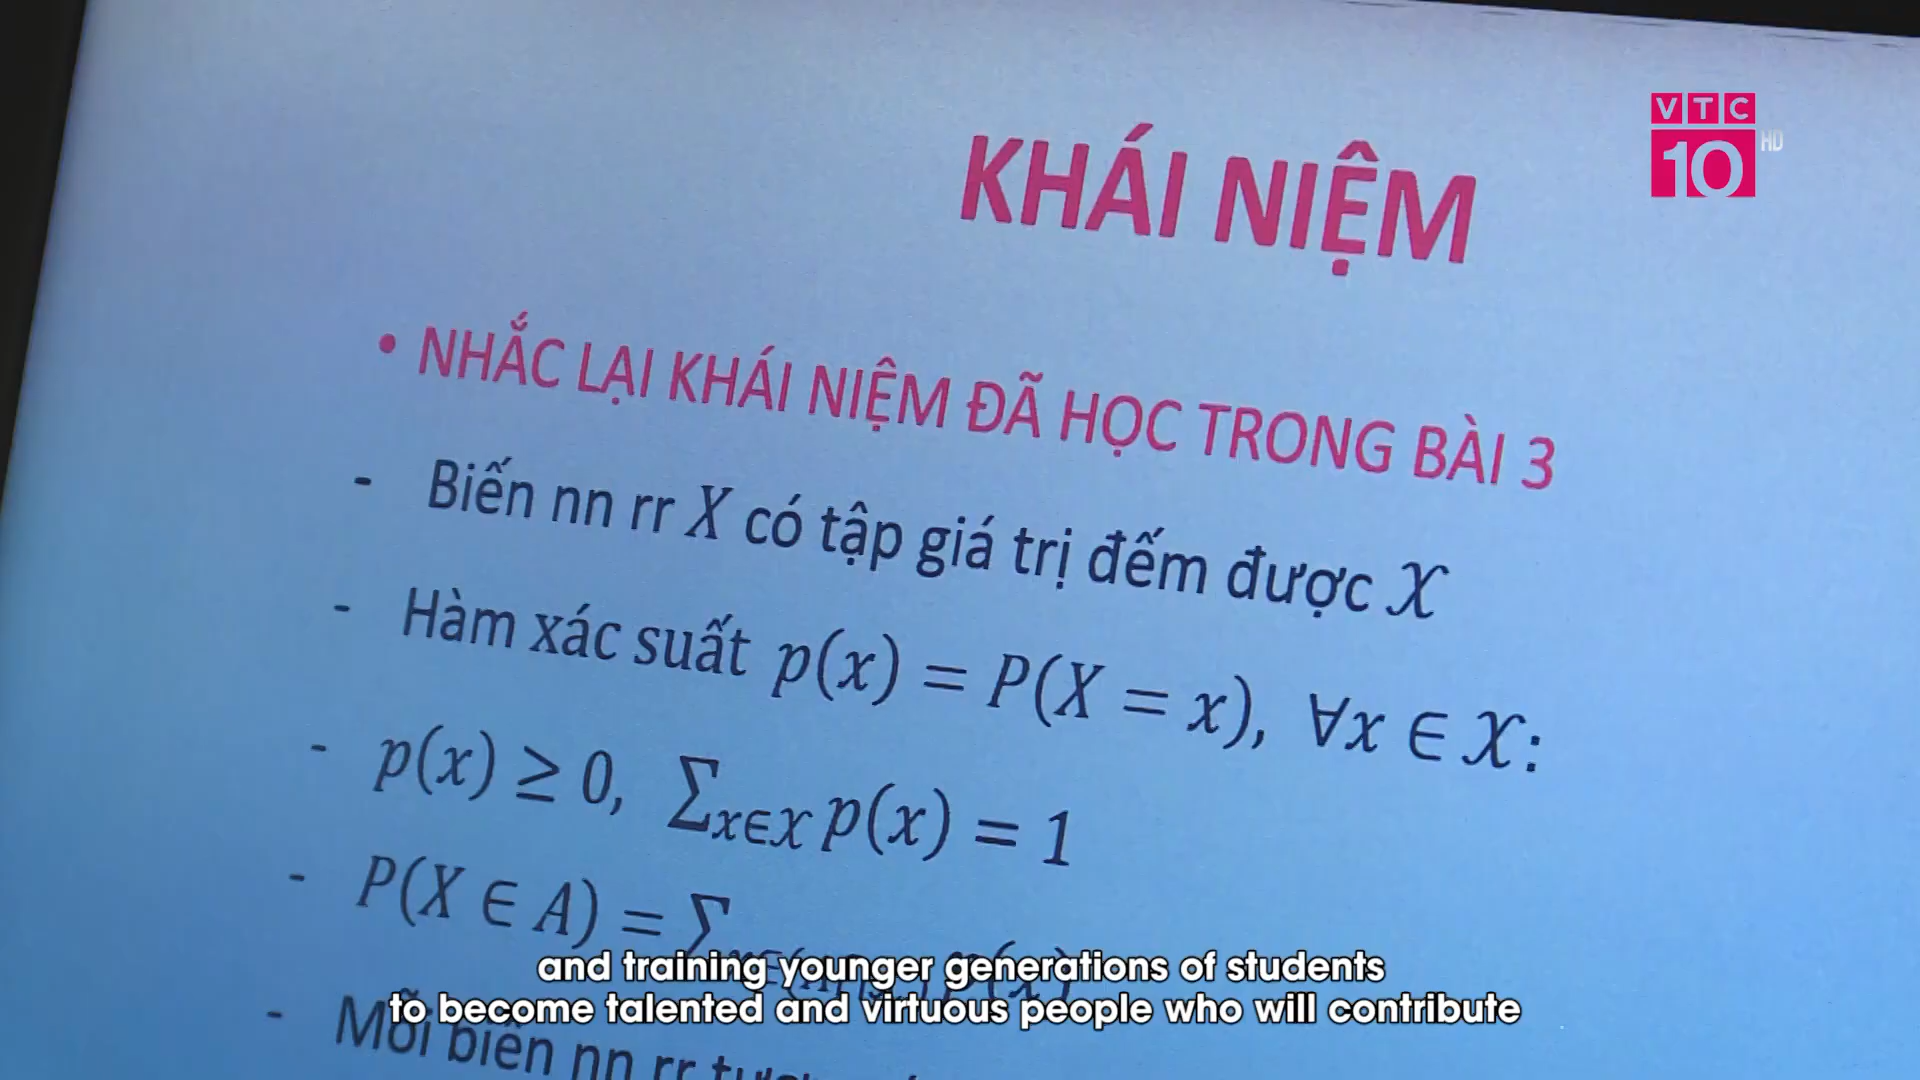 VTC
10 HD
KHÁI NIỆM
• NHẮC LẠI KHÁI NIỆM ĐÃ HỌC TRONG BÀI 3
- Biến nn rr X có tập giá trị đếm được 𝒳
- Hàm xác suất p(x) = P(X = x), ∀x ∈ 𝒳:
- p(x) ≥ 0, ∑x∈𝒳 p(x) = 1
- P(X ∈ A) = ∑ p(x)
and training younger generations of students
to become talented and virtuous people who will contribute
- Mỗi biến nn rr